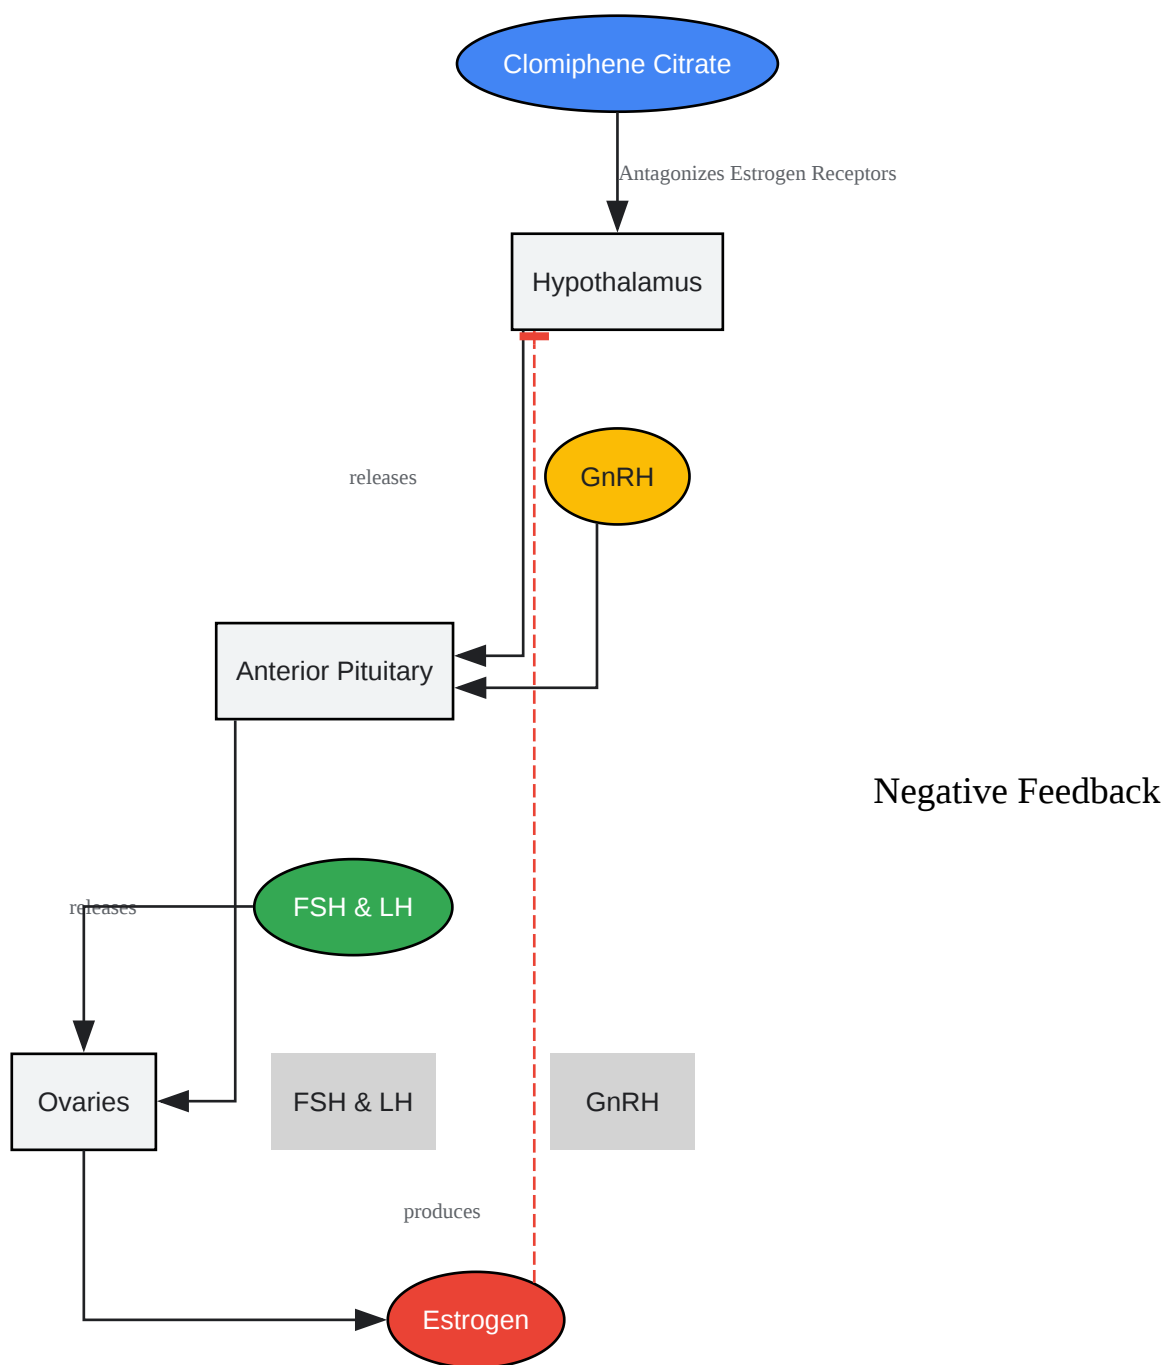 Clomiphene Citrate
Antagonizes Estrogen Receptors
Hypothalamus
releases
GnRH
Anterior Pituitary
Negative Feedback
releases
FSH & LH
Ovaries
FSH & LH
GnRH
produces
Estrogen